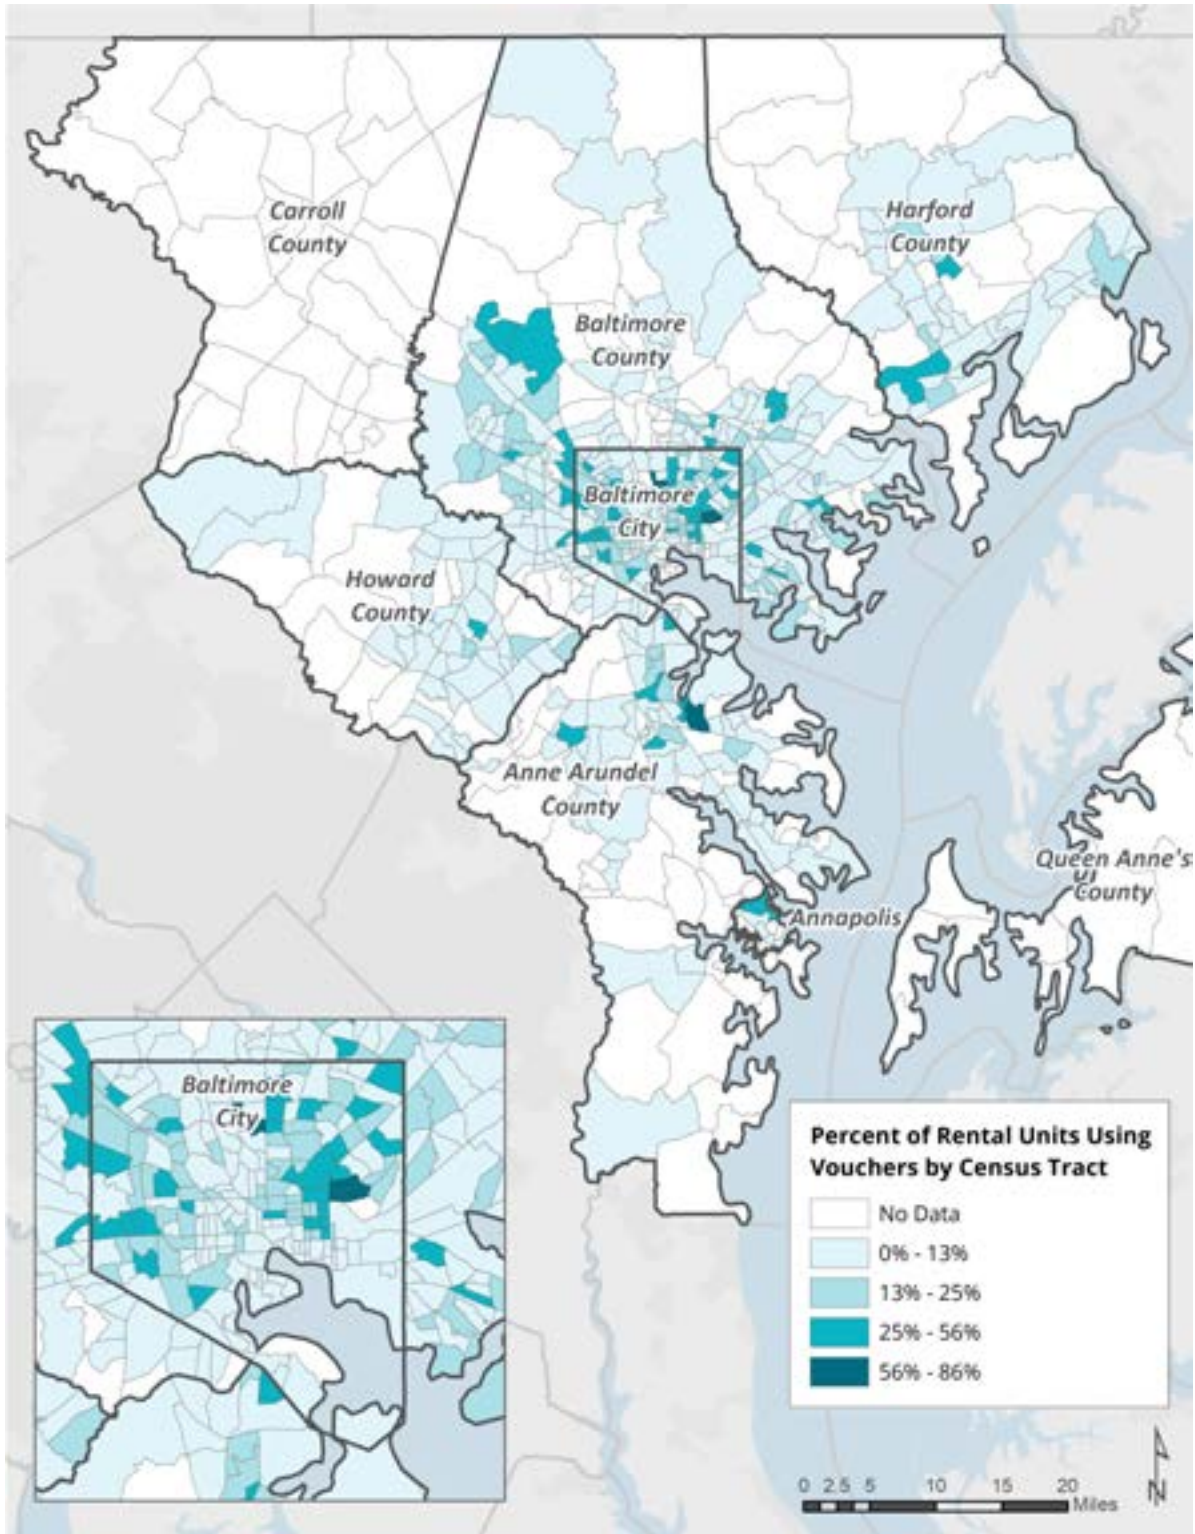 Carroll
County
Harford
County
Baltimore
County
Baltimore
City
Howard
County
Anne Arundel
County
Queen Anne's
County
Annapolis
Baltimore
City
Percent of Rental Units Using
Vouchers by Census Tract
No Data
0% - 13%
13% - 25%
25% - 56%
56% - 86%
N
0 2.5 5 10 15 20
Miles